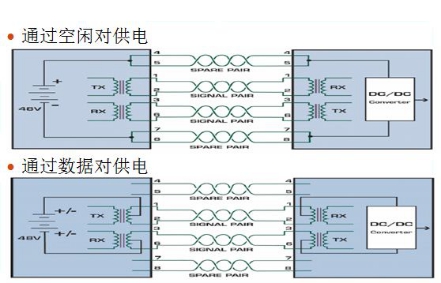 通过空闲对供电
4 4
5 5
SPARE PAIR
+ 1 1
TX RX DC/DC
2 2
SIGNAL PAIR Converter
- 3 3
48V RX TX
6 6
SIGNAL PAIR
7 7
8 8
SPARE PAIR
通过数据对供电
4 4
5 5
SPARE PAIR
+/- 1 1
TX RX
2 2
SIGNAL PAIR DC/DC
+/- 3 3 Converter
48V RX TX
6 6
SIGNAL PAIR
7 7
8 8
SPARE PAIR